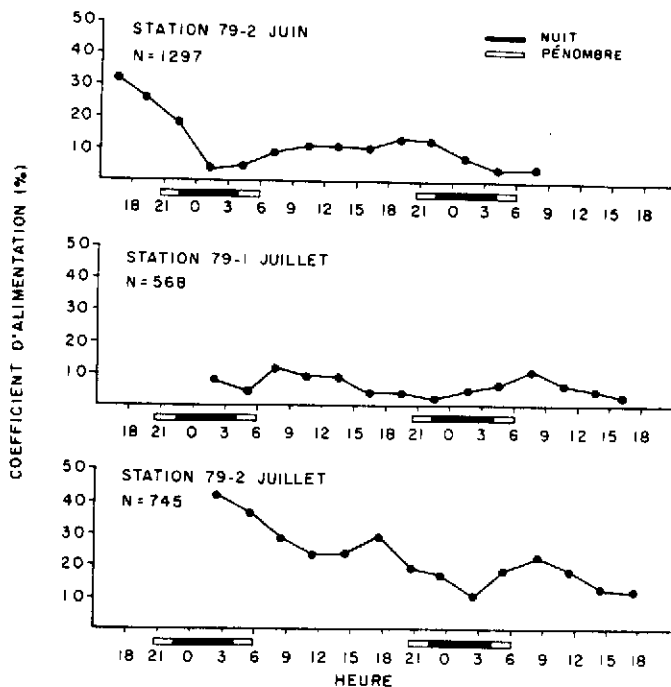 COEFFICIENT D'ALIMENTATION (%)
STATION 79-2 JUIN
N = 1297
NUIT
PÉNOMBRE
50
40
30
20
10
18 21 0 3 6 9 12 15 18 21 0 3 6 9 12 15 18
STATION 79-1 JUILLET
N = 568
50
40
30
20
10
18 21 0 3 6 9 12 15 18 21 0 3 6 9 12 15 18
STATION 79-2 JUILLET
N = 745
50
40
30
20
10
18 21 0 3 6 9 12 15 18 21 0 3 6 9 12 15 18
HEURE